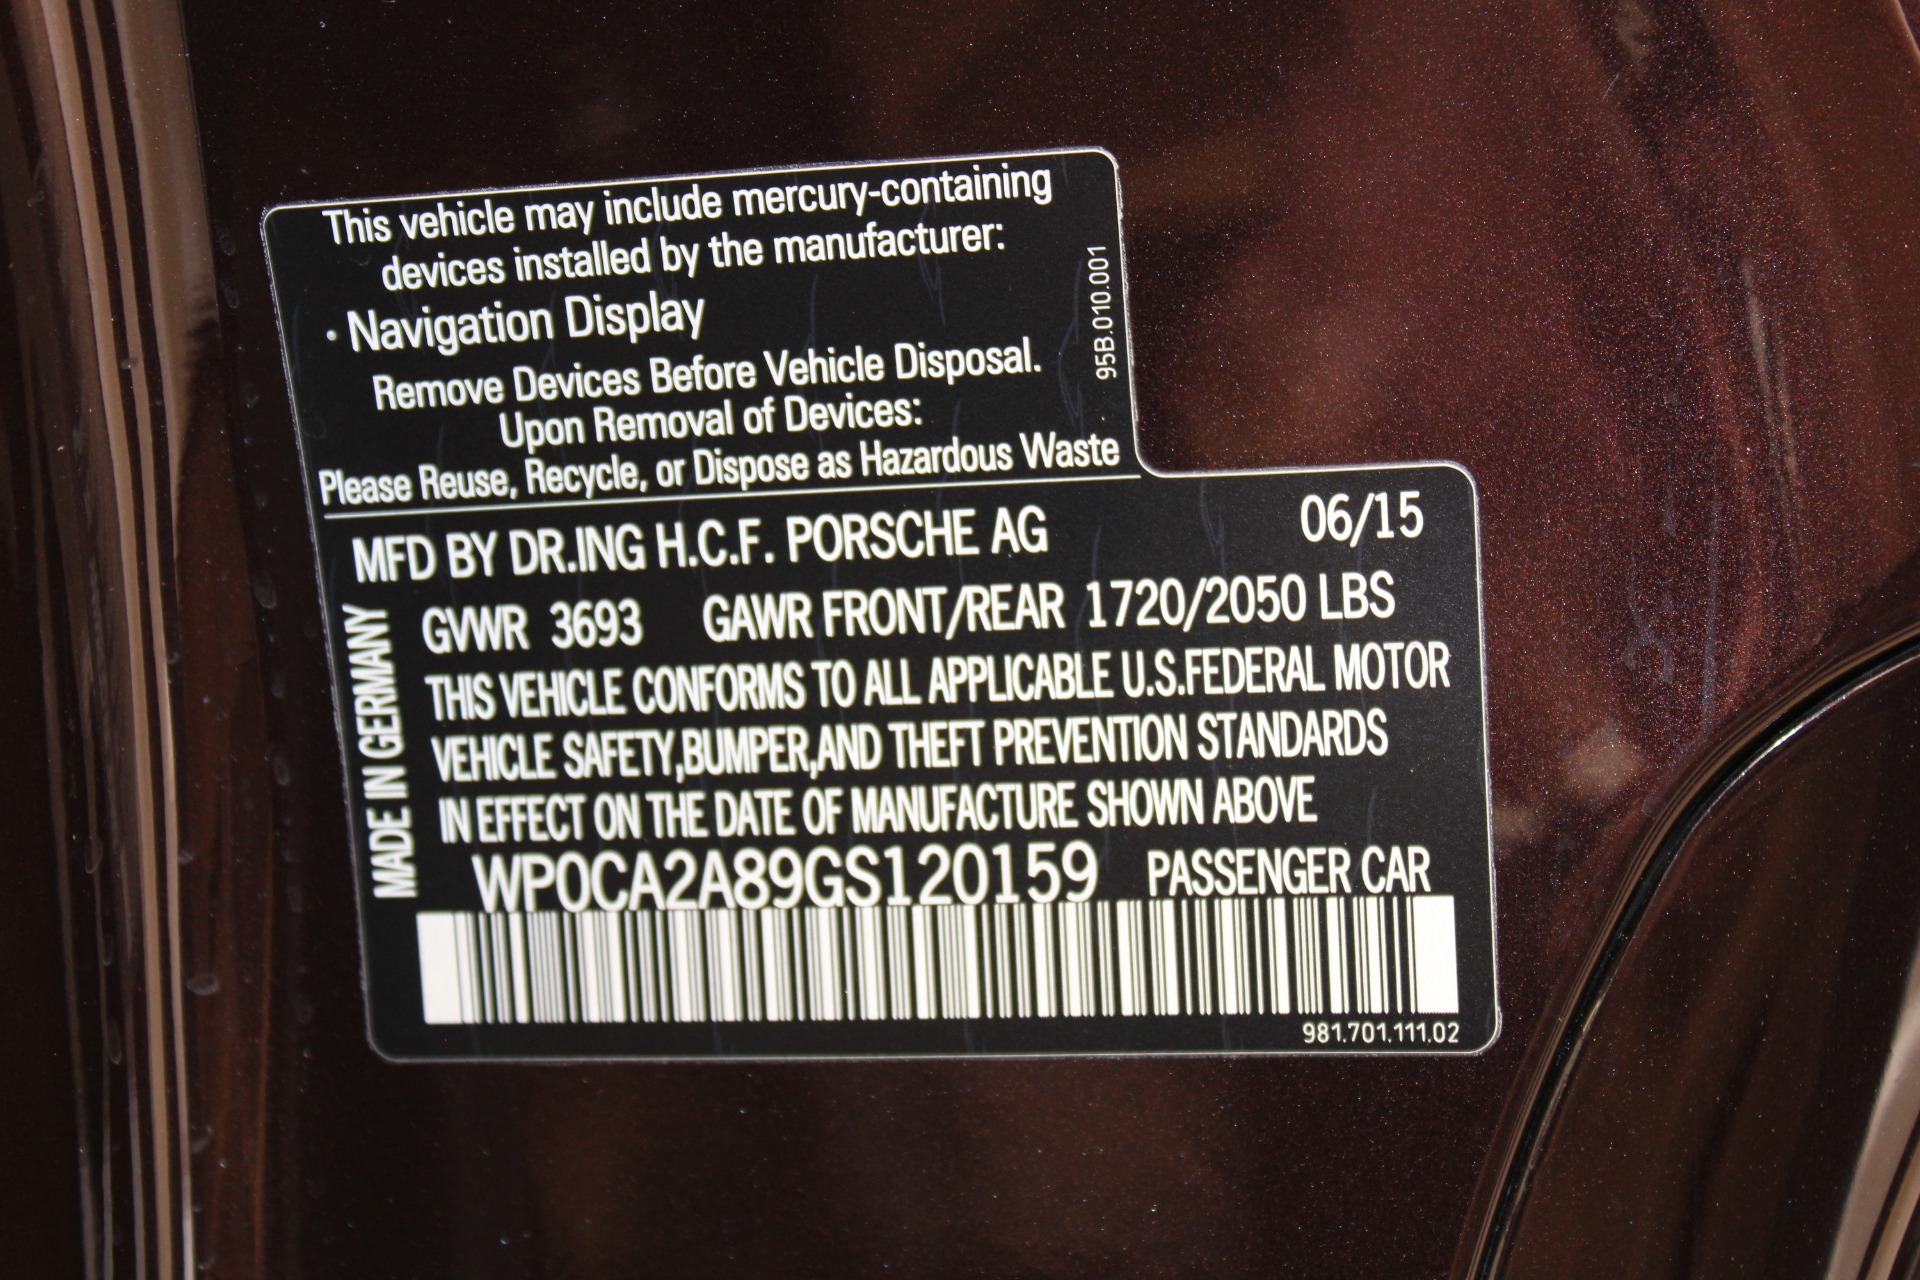 This vehicle may include mercury-containing
devices installed by the manufacturer:
· Navigation Display
Remove Devices Before Vehicle Disposal.
Upon Removal of Devices:
Please Reuse, Recycle, or Dispose as Hazardous Waste
95B.010.001
MFD BY DR.ING H.C.F. PORSCHE AG 06/15
GVWR 3693 GAWR FRONT/REAR 1720/2050 LBS
THIS VEHICLE CONFORMS TO ALL APPLICABLE U.S.FEDERAL MOTOR
VEHICLE SAFETY,BUMPER,AND THEFT PREVENTION STANDARDS
IN EFFECT ON THE DATE OF MANUFACTURE SHOWN ABOVE
MADE IN GERMANY
WP0CA2A89GS120159 PASSENGER CAR
981.701.111.02